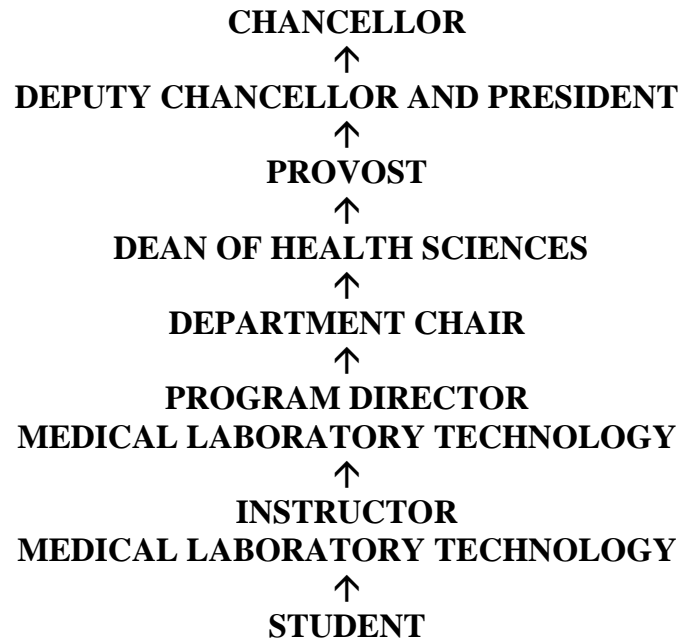 CHANCELLOR
↑
DEPUTY CHANCELLOR AND PRESIDENT
↑
PROVOST
↑
DEAN OF HEALTH SCIENCES
↑
DEPARTMENT CHAIR
↑
PROGRAM DIRECTOR
MEDICAL LABORATORY TECHNOLOGY
↑
INSTRUCTOR
MEDICAL LABORATORY TECHNOLOGY
↑
STUDENT